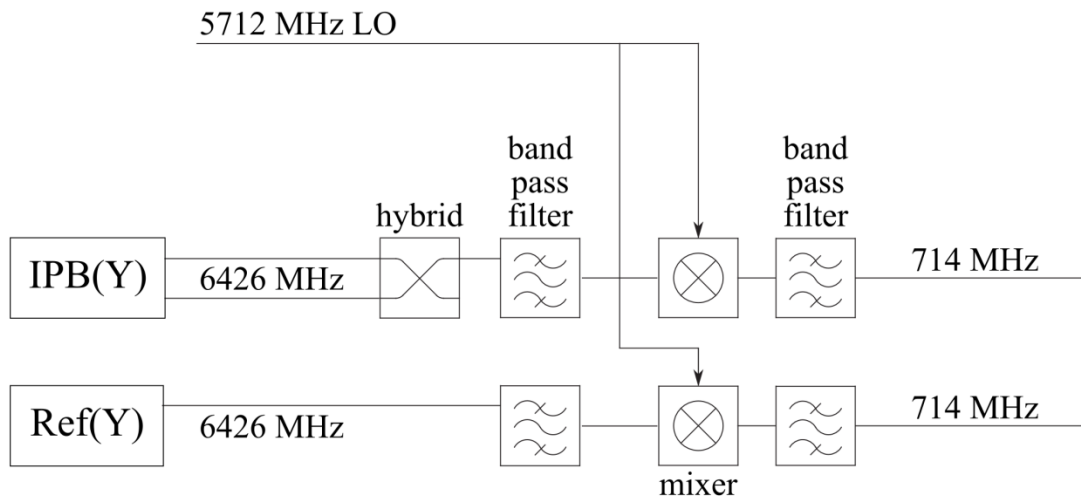 5712 MHz LO
band
pass
filter
band
pass
filter
hybrid
IPB(Y)
6426 MHz
714 MHz
Ref(Y)
6426 MHz
714 MHz
mixer